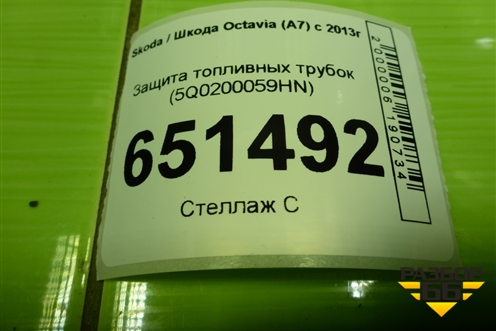 Skoda / Шкода Octavia (A7) с 2013г
Защита топливных трубок
(5Q0200059HN)
651492
Стеллаж С
2000006190734
РАЗБОР
66